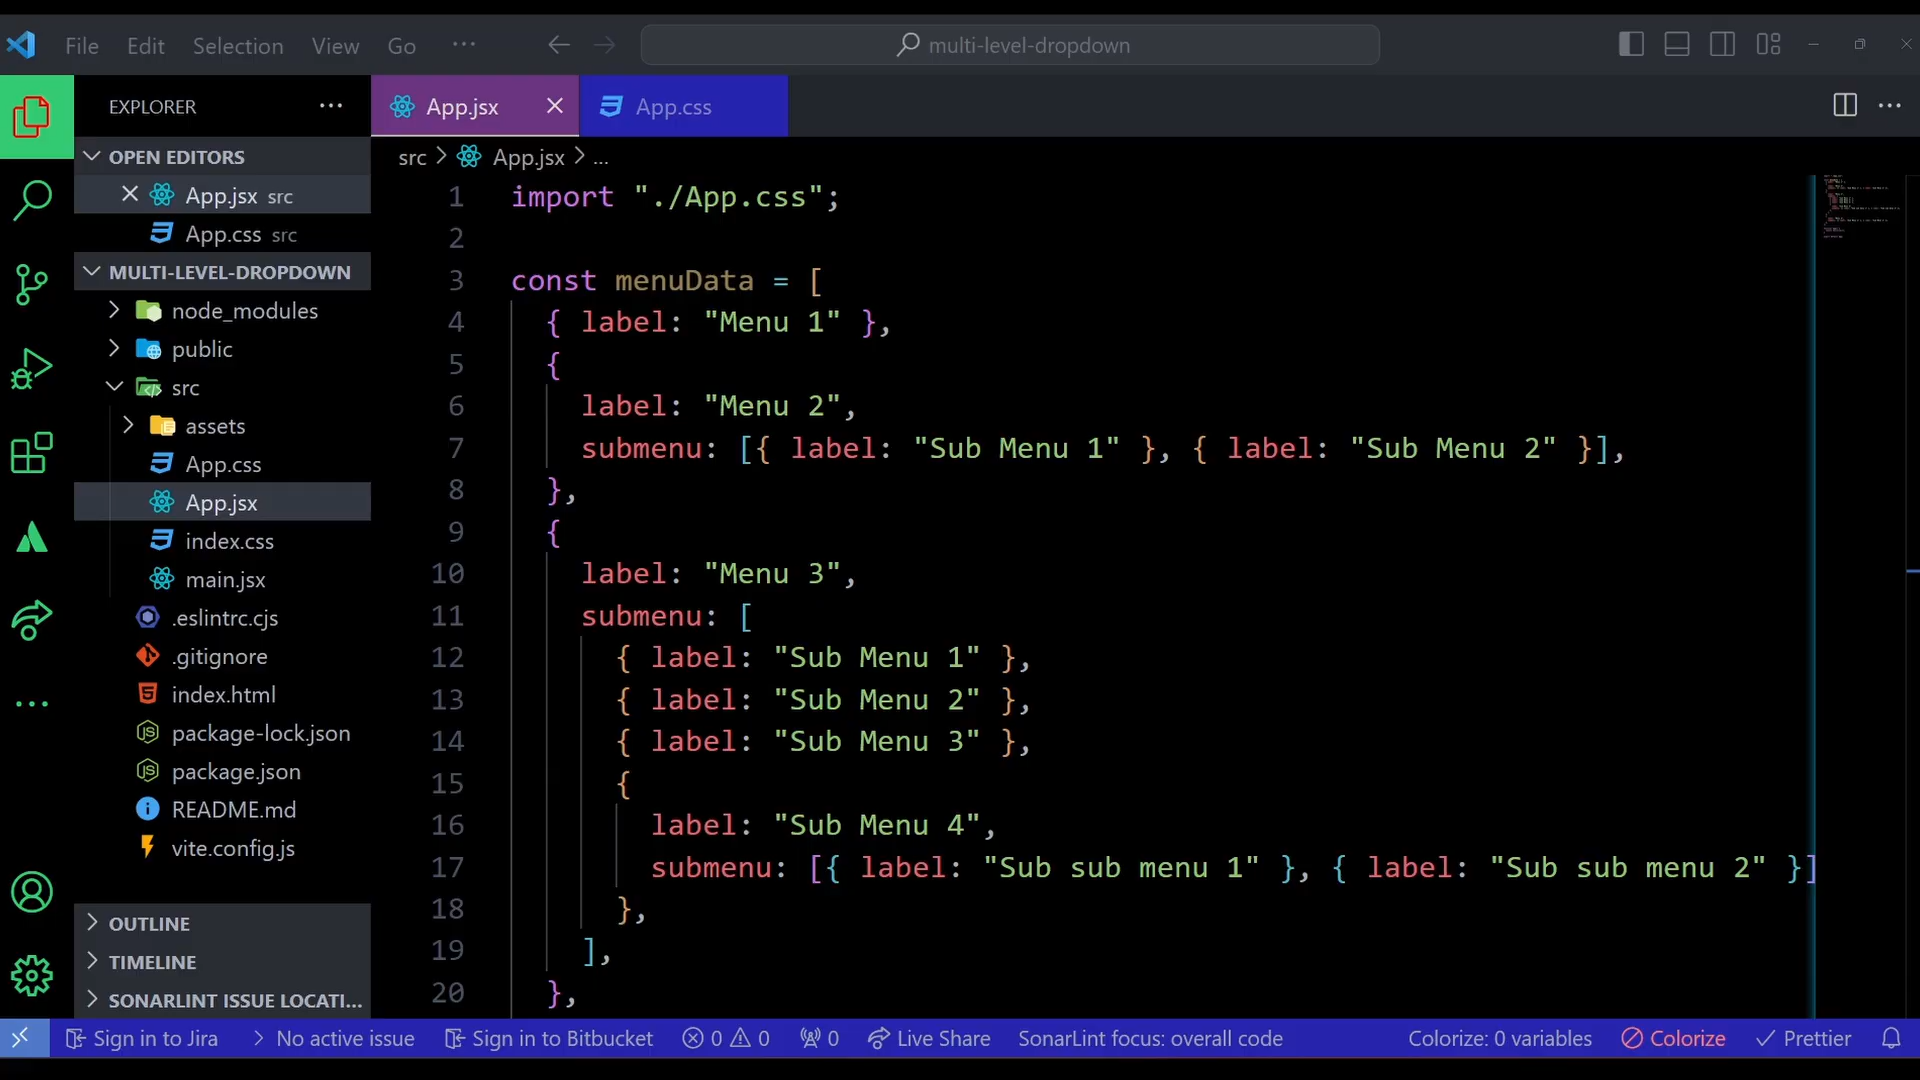 File Edit Selection View Go ··· multi-level-dropdown
EXPLORER ···
App.jsx
App.css
OPEN EDITORS
App.jsx src
App.css src
MULTI-LEVEL-DROPDOWN
node_modules
public
src
assets
App.css
App.jsx
index.css
main.jsx
.eslintrc.cjs
.gitignore
index.html
package-lock.json
package.json
README.md
vite.config.js
OUTLINE
TIMELINE
SONARLINT ISSUE LOCATI...
src > App.jsx > ...
1 import "./App.css";
2
3 const menuData = [
4 { label: "Menu 1" },
5 {
6 label: "Menu 2",
7 submenu: [{ label: "Sub Menu 1" }, { label: "Sub Menu 2" }],
8 },
9 {
10 label: "Menu 3",
11 submenu: [
12 { label: "Sub Menu 1" },
13 { label: "Sub Menu 2" },
14 { label: "Sub Menu 3" },
15 {
16 label: "Sub Menu 4",
17 submenu: [{ label: "Sub sub menu 1" }, { label: "Sub sub menu 2" }]
18 },
19 ],
20 },
Sign in to Jira > No active issue Sign in to Bitbucket 0 0 0 Live Share SonarLint focus: overall code Colorize: 0 variables Colorize Prettier